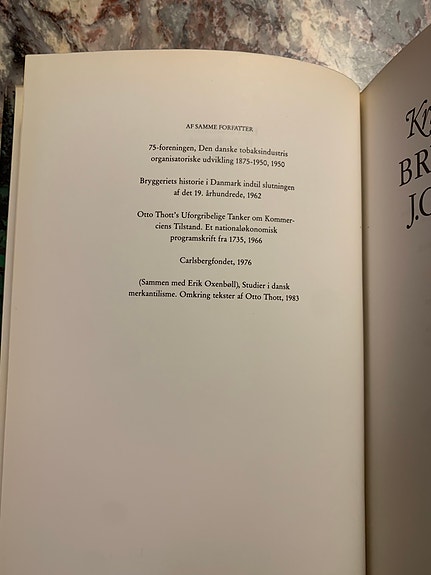 AF SAMME FORFATTER
75-foreningen, Den danske tobaksindustris
organisatoriske udvikling 1875-1950, 1950
Bryggeriets historie i Danmark indtil slutningen
af det 19. århundrede, 1962
Otto Thott's Uforgribelige Tanker om Kommer-
ciens Tilstand. Et nationaløkonomisk
programskrift fra 1735, 1966
Carlsbergfondet, 1976
(Sammen med Erik Oxenbøll), Studier i dansk
merkantilisme. Omkring tekster af Otto Thott, 1983